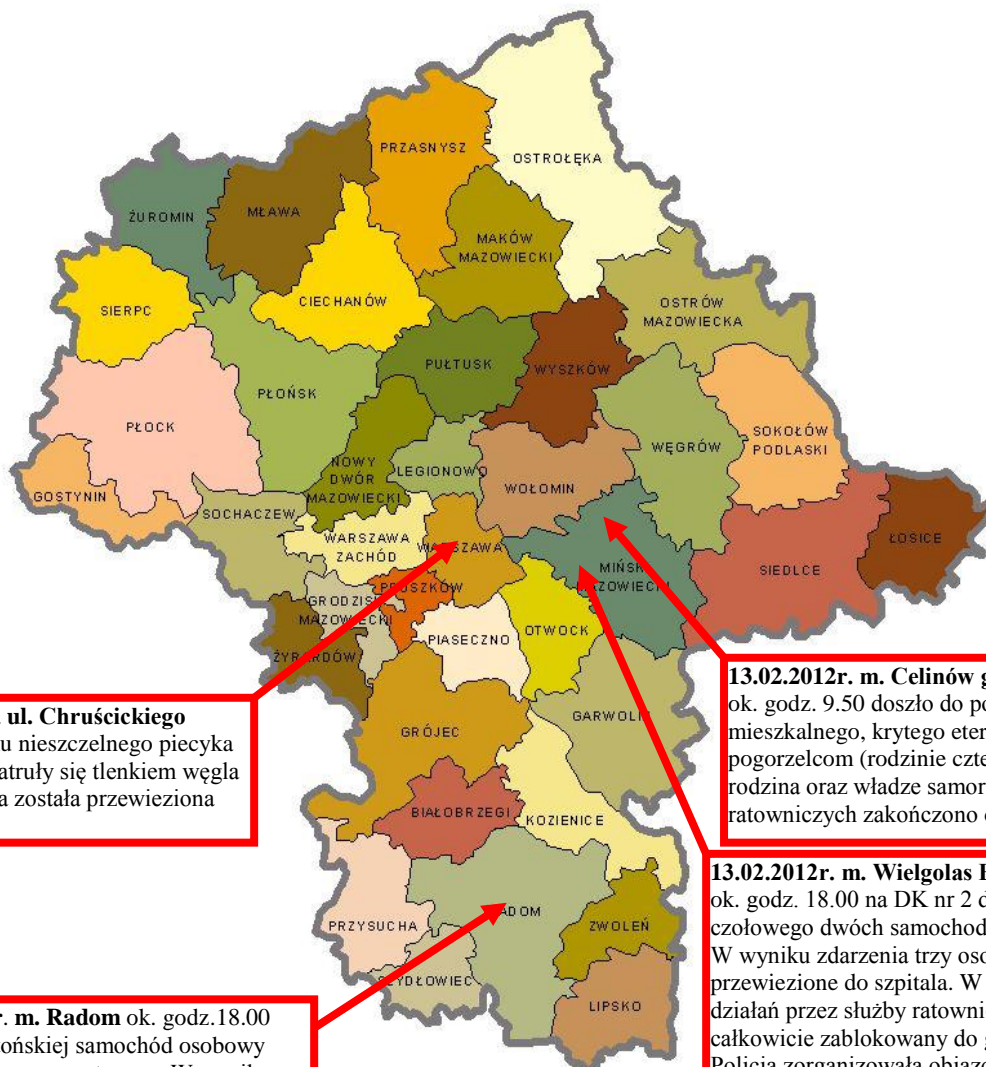 PRZASNYSZ
OSTROŁĘKA
ŻUROMIN
MŁAWA
MAKÓW
MAZOWIECKI
SIERPC
CIECHANÓW
OSTRÓW
MAZOWIECKA
PUŁTUSK
WYSZKÓW
PŁOŃSK
PŁOCK
SOKOŁÓW
PODLASKI
WĘGRÓW
NOWY
DWÓR
MAZOWIECKI
LEGIONOWO
WOŁOMIN
GOSTYNIN
SOCHACZEW
WARSZAWA
ZACHÓD
WARSZAWA
MIŃSK
MAZOWIECKI
SIEDLCE
ŁOSICE
PRUSZKÓW
GRODZISK
MAZOWIECKI
PIASECZNO
OTWOCK
ŻYRARDÓW
GARWOLIN
GRÓJEC
BIAŁOBRZEGI
KOZIENICE
PRZYSUCHA
RADOM
ZWOLEŃ
SZYDŁOWIEC
LIPSKO
ul. Chruścickiego
u nieszczelnego piecyka
atruły się tlenkiem węgla
a została przewieziona
13.02.2012r. m. Celinów g
ok. godz. 9.50 doszło do po
mieszkalnego, krytego eter
pogorzelcom (rodzinie czte
rodzina oraz władze samor
ratowniczych zakończono
13.02.2012r. m. Wielgolas
ok. godz. 18.00 na DK nr 2 d
czołowego dwóch samochod
W wyniku zdarzenia trzy oso
przewiezione do szpitala. W
działań przez służby ratowni
całkowicie zablokowany do g
Policja zorganizowała objazd
r. m. Radom ok. godz.18.00
ońskiej samochód osobowy